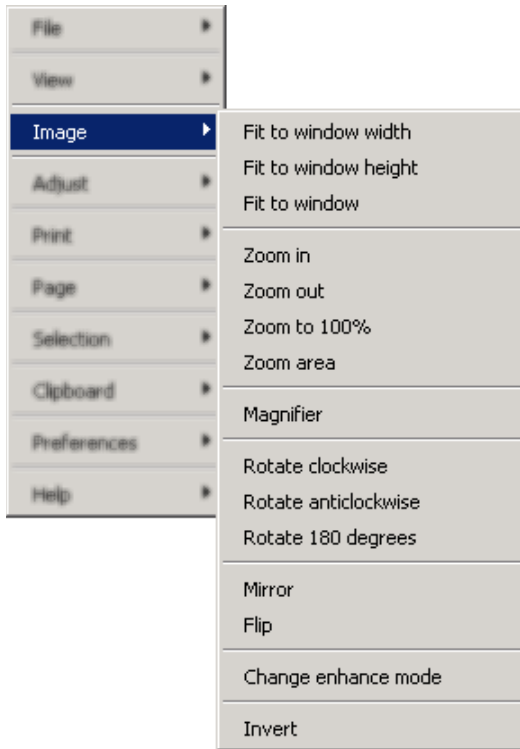 File
View
Image
Adjust
Print
Page
Selection
Clipboard
Preferences
Help
Fit to window width
Fit to window height
Fit to window
Zoom in
Zoom out
Zoom to 100%
Zoom area
Magnifier
Rotate clockwise
Rotate anticlockwise
Rotate 180 degrees
Mirror
Flip
Change enhance mode
Invert